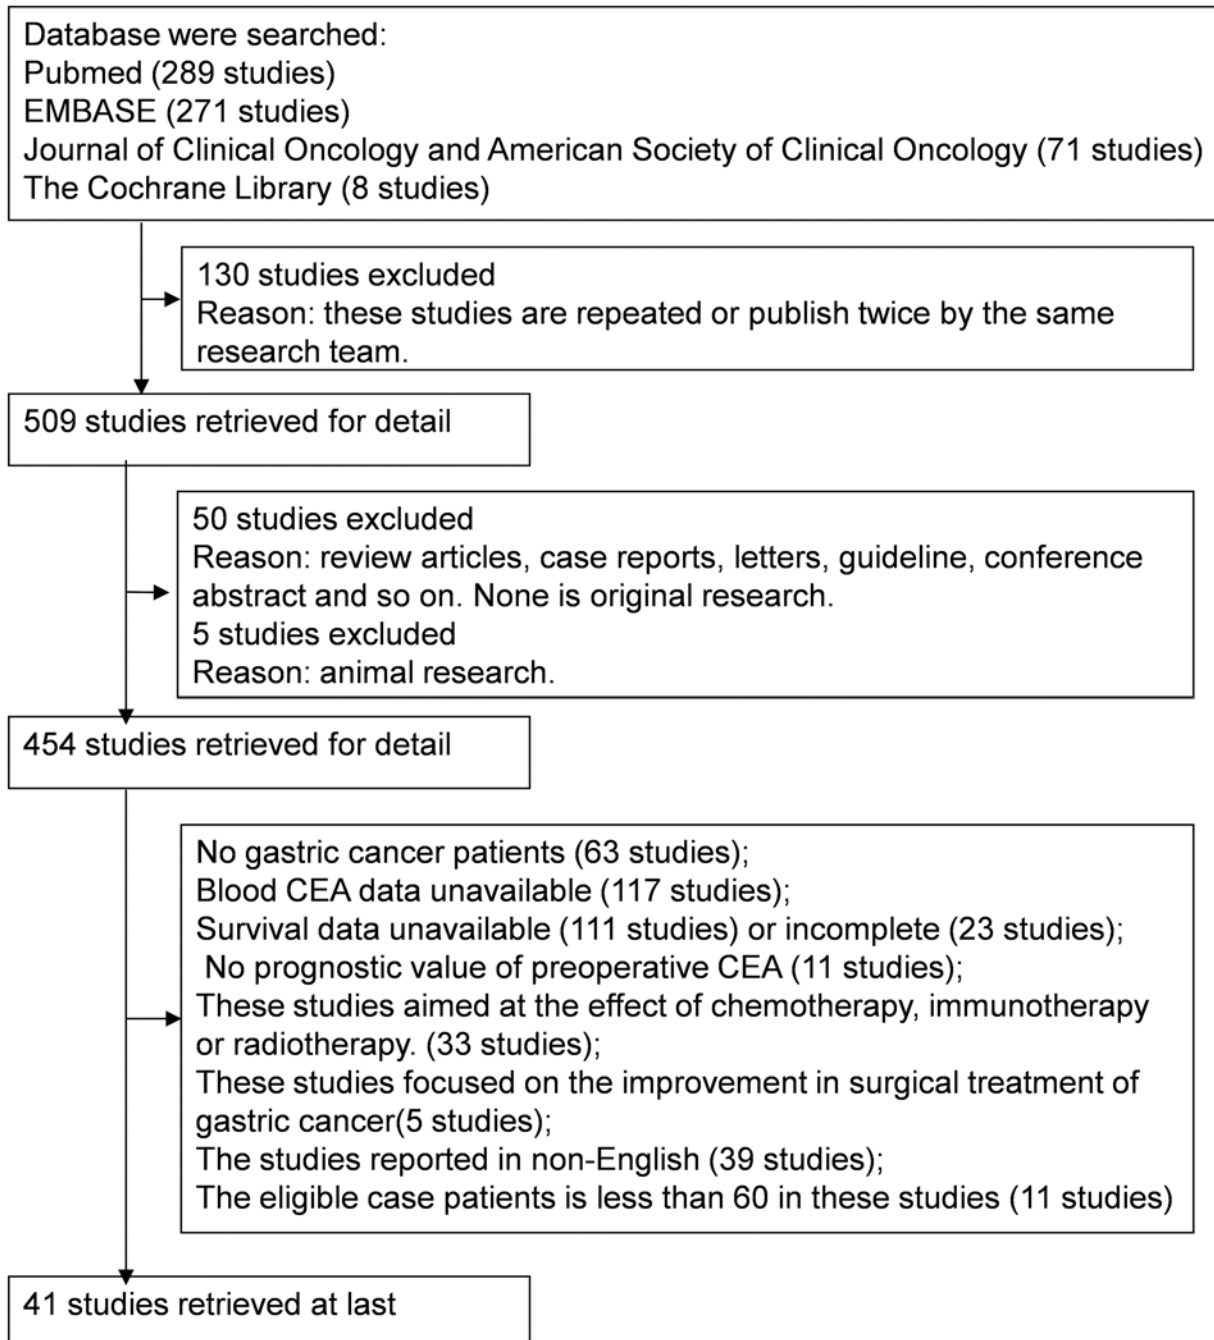 Database were searched:
Pubmed (289 studies)
EMBASE (271 studies)
Journal of Clinical Oncology and American Society of Clinical Oncology (71 studies)
The Cochrane Library (8 studies)
130 studies excluded
Reason: these studies are repeated or publish twice by the same
research team.
509 studies retrieved for detail
50 studies excluded
Reason: review articles, case reports, letters, guideline, conference
abstract and so on. None is original research.
5 studies excluded
Reason: animal research.
454 studies retrieved for detail
No gastric cancer patients (63 studies);
Blood CEA data unavailable (117 studies);
Survival data unavailable (111 studies) or incomplete (23 studies);
No prognostic value of preoperative CEA (11 studies);
These studies aimed at the effect of chemotherapy, immunotherapy
or radiotherapy. (33 studies);
These studies focused on the improvement in surgical treatment of
gastric cancer(5 studies);
The studies reported in non-English (39 studies);
The eligible case patients is less than 60 in these studies (11 studies)
41 studies retrieved at last